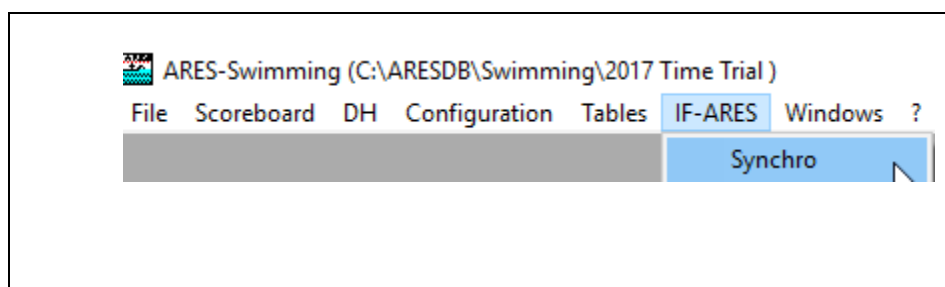 ARES-Swimming (C:\ARESDB\Swimming\2017 Time Trial )
File Scoreboard DH Configuration Tables IF-ARES Windows ?
Synchro